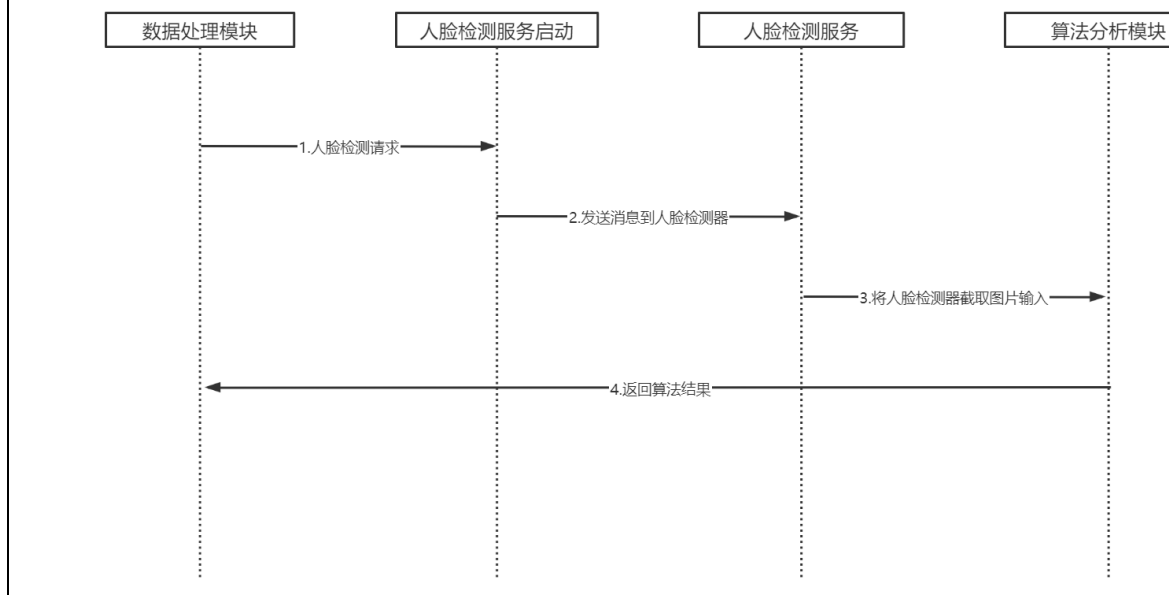 数据处理模块
人脸检测服务启动
人脸检测服务
算法分析模块
1.人脸检测请求
2.发送消息到人脸检测器
3.将人脸检测器截取图片输入
4.返回算法结果